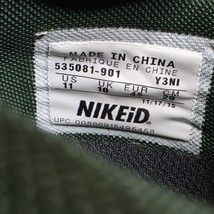 MADE IN CHINA
FABRIQUE EN CHINE
535081-901 Y3NI
US UK EUR CM
11 10
11/17/15
NIKEiD
UPC